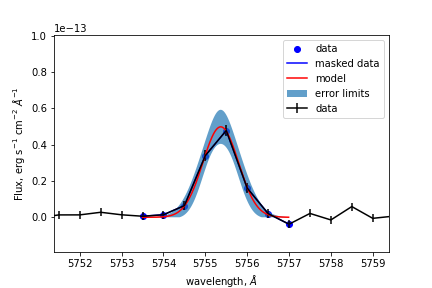 1e−13
1.0
0.8
0.6
0.4
0.2
0.0
Flux, erg s⁻¹ cm⁻² Å⁻¹
data
masked data
model
error limits
data
5752 5753 5754 5755 5756 5757 5758 5759
wavelength, Å